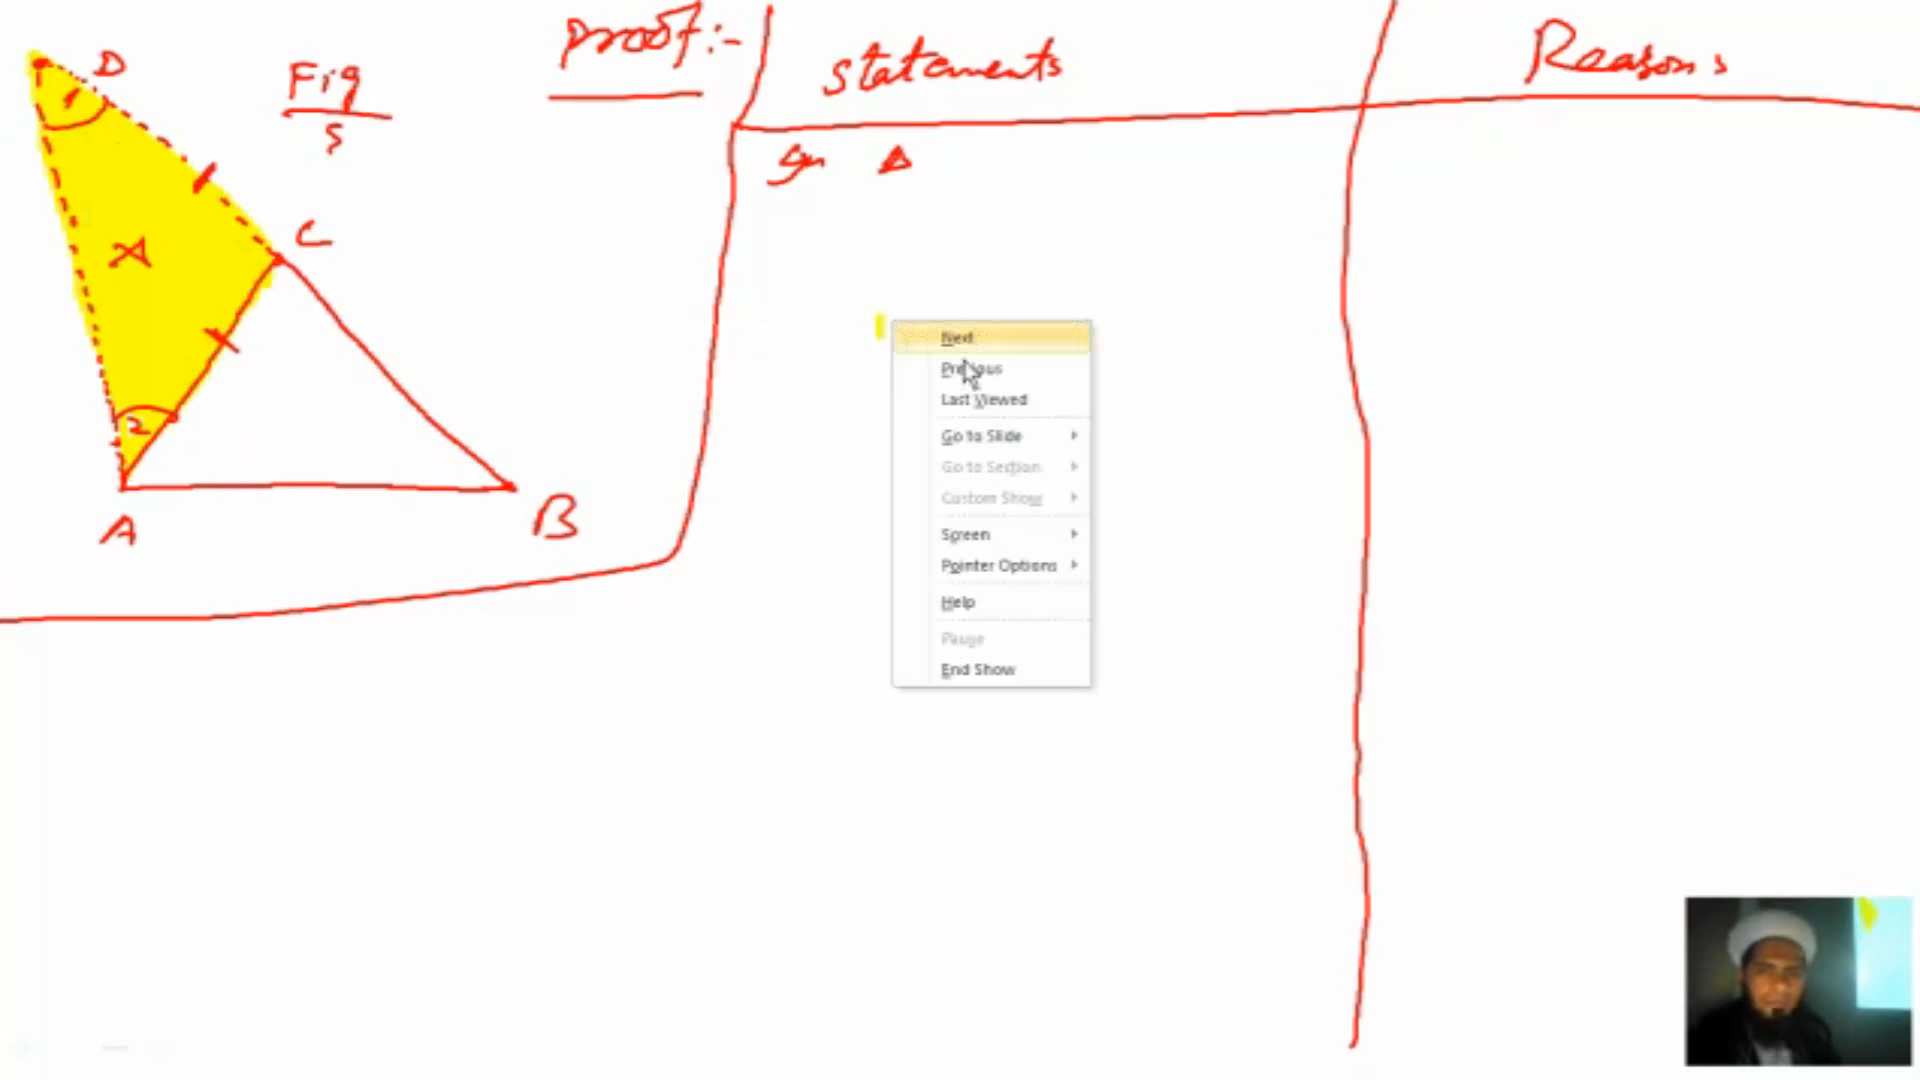 Proof :-
Statements
Reasons
Fig
5
D
1
C
2
A
B
In Δ
Next
Previous
Last Viewed
Go to Slide
Go to Section
Custom Show
Screen
Pointer Options
Help
Pause
End Show